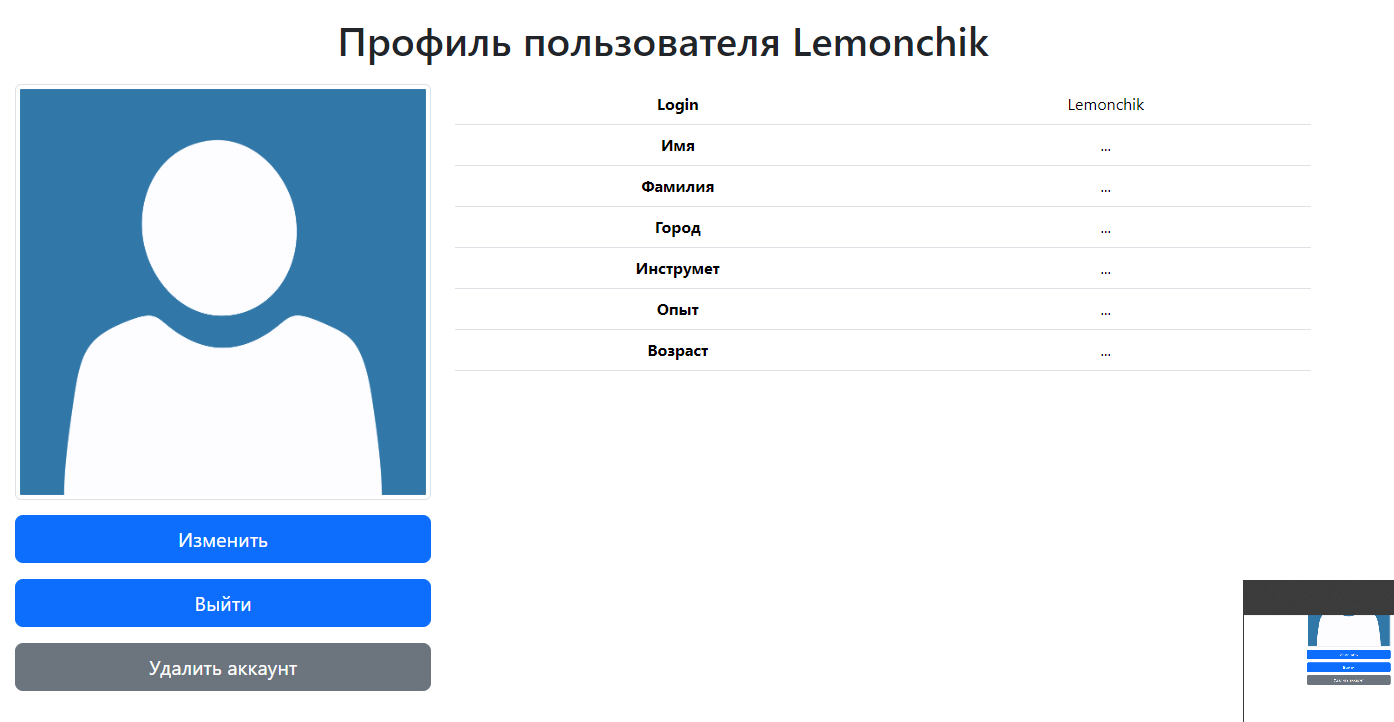 Профиль пользователя Lemonchik
Login Lemonchik
Имя ...
Фамилия ...
Город ...
Инструмет ...
Опыт ...
Возраст ...
Изменить
Выйти
Удалить аккаунт